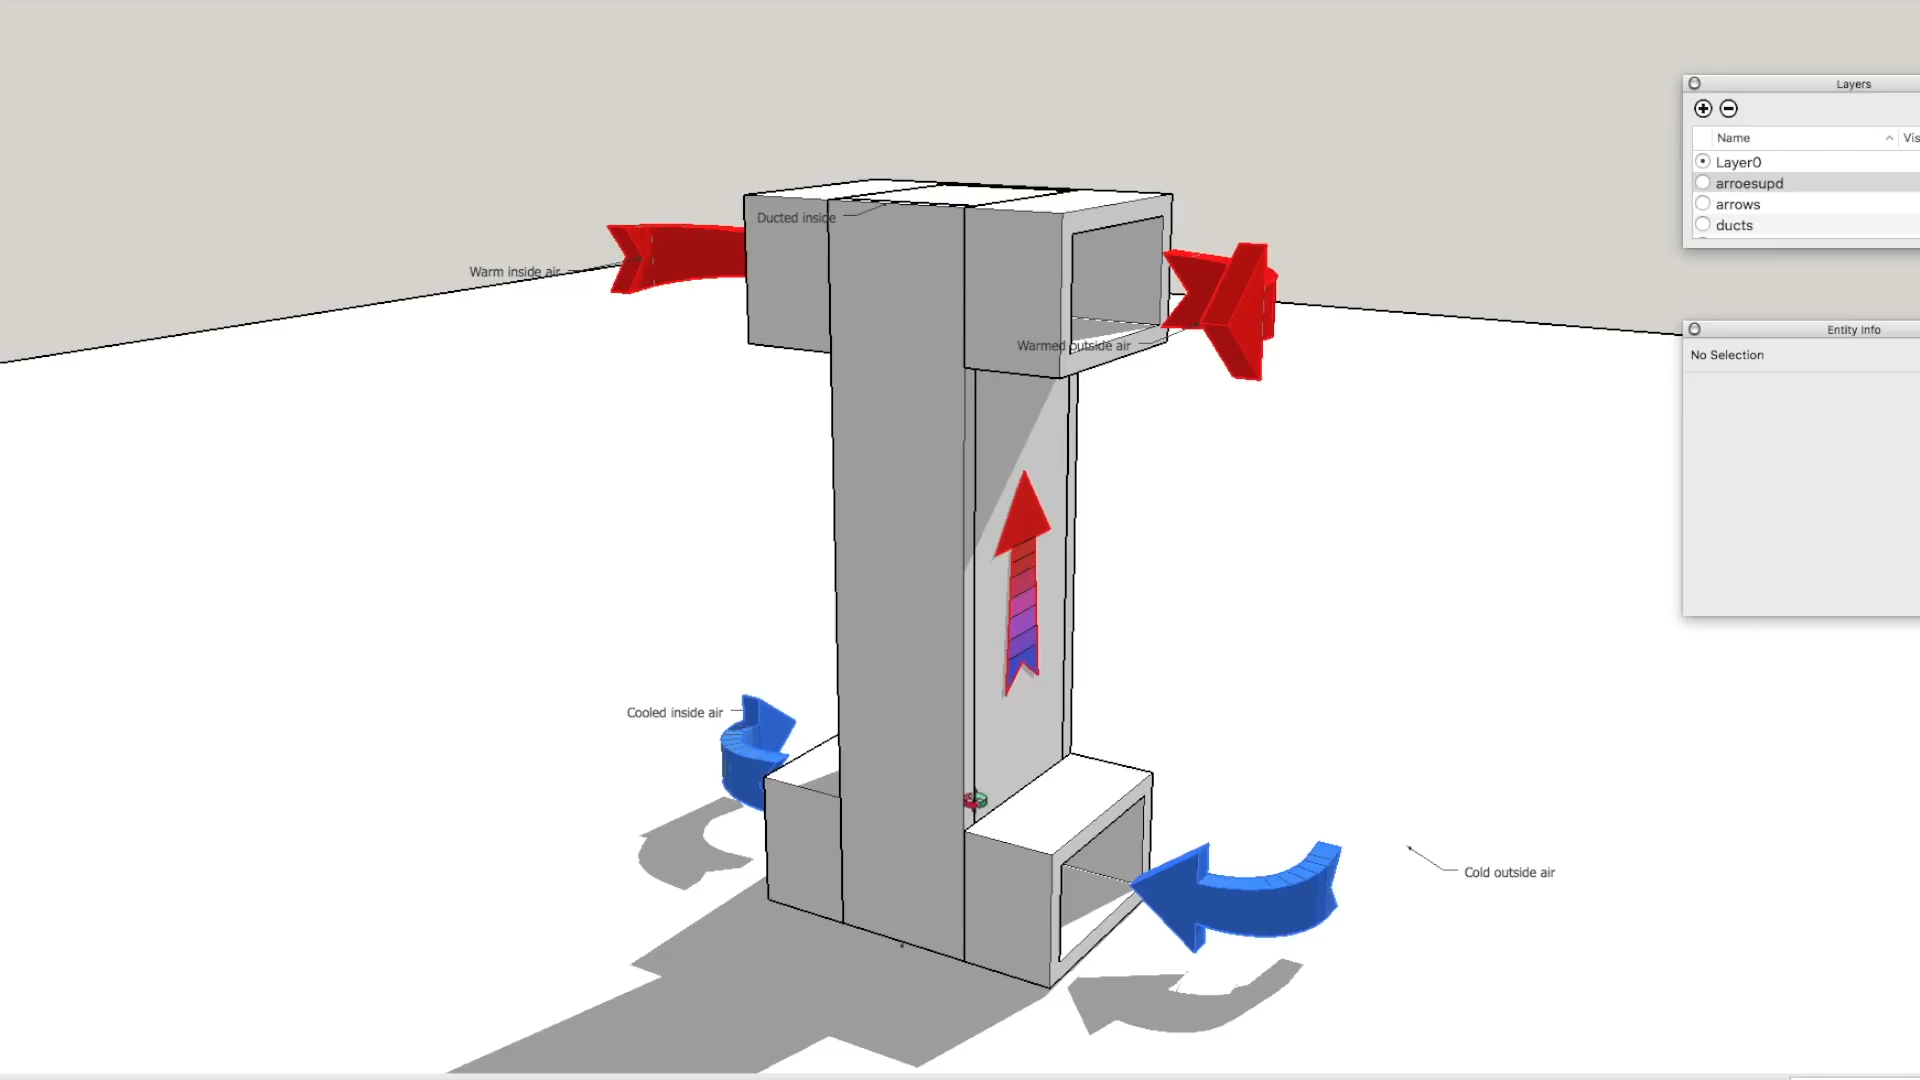 Layers
Name
Vis
Layer0
arroesupd
arrows
ducts
Ducted inside
Warm inside air
Warmed outside air
Entity Info
No Selection
Cooled inside air
Cold outside air